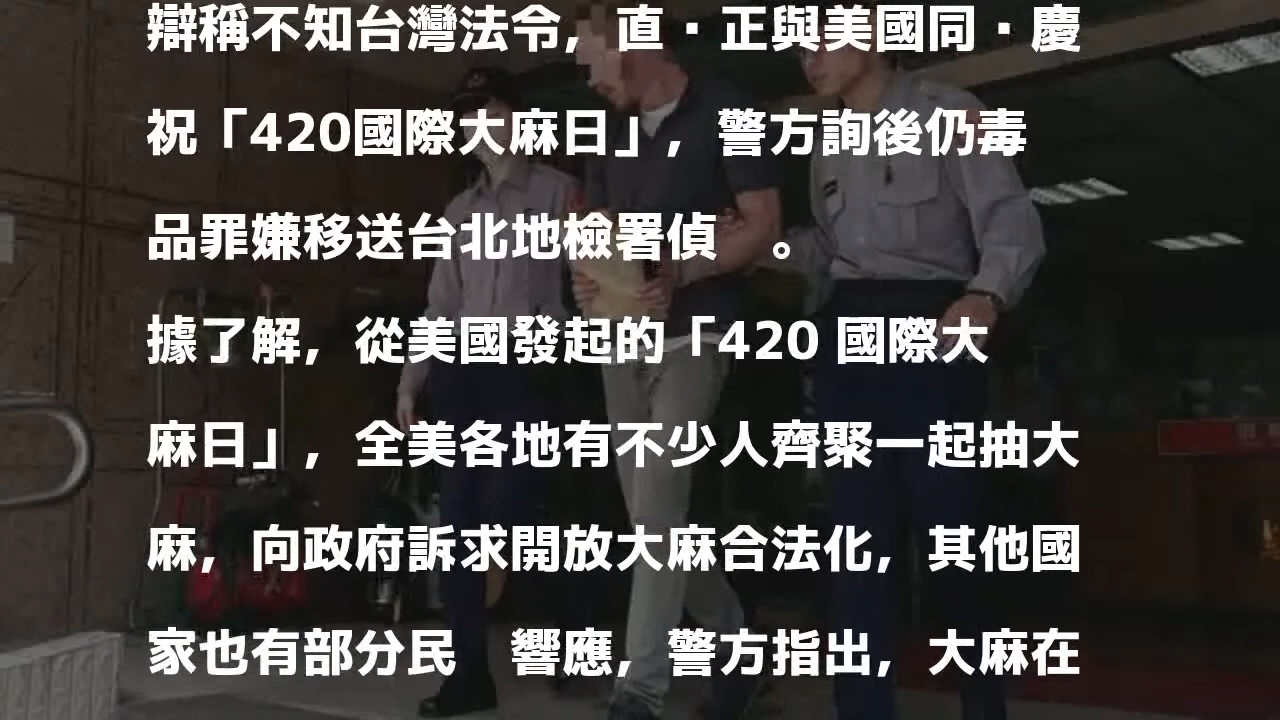 辯稱不知台灣法令，直·正與美國同·慶
祝「420國際大麻日」，警方詢後仍毒
品罪嫌移送台北地檢署偵　。
據了解，從美國發起的「420 國際大
麻日」，全美各地有不少人齊聚一起抽大
麻，向政府訴求開放大麻合法化，其他國
家也有部分民　響應，警方指出，大麻在